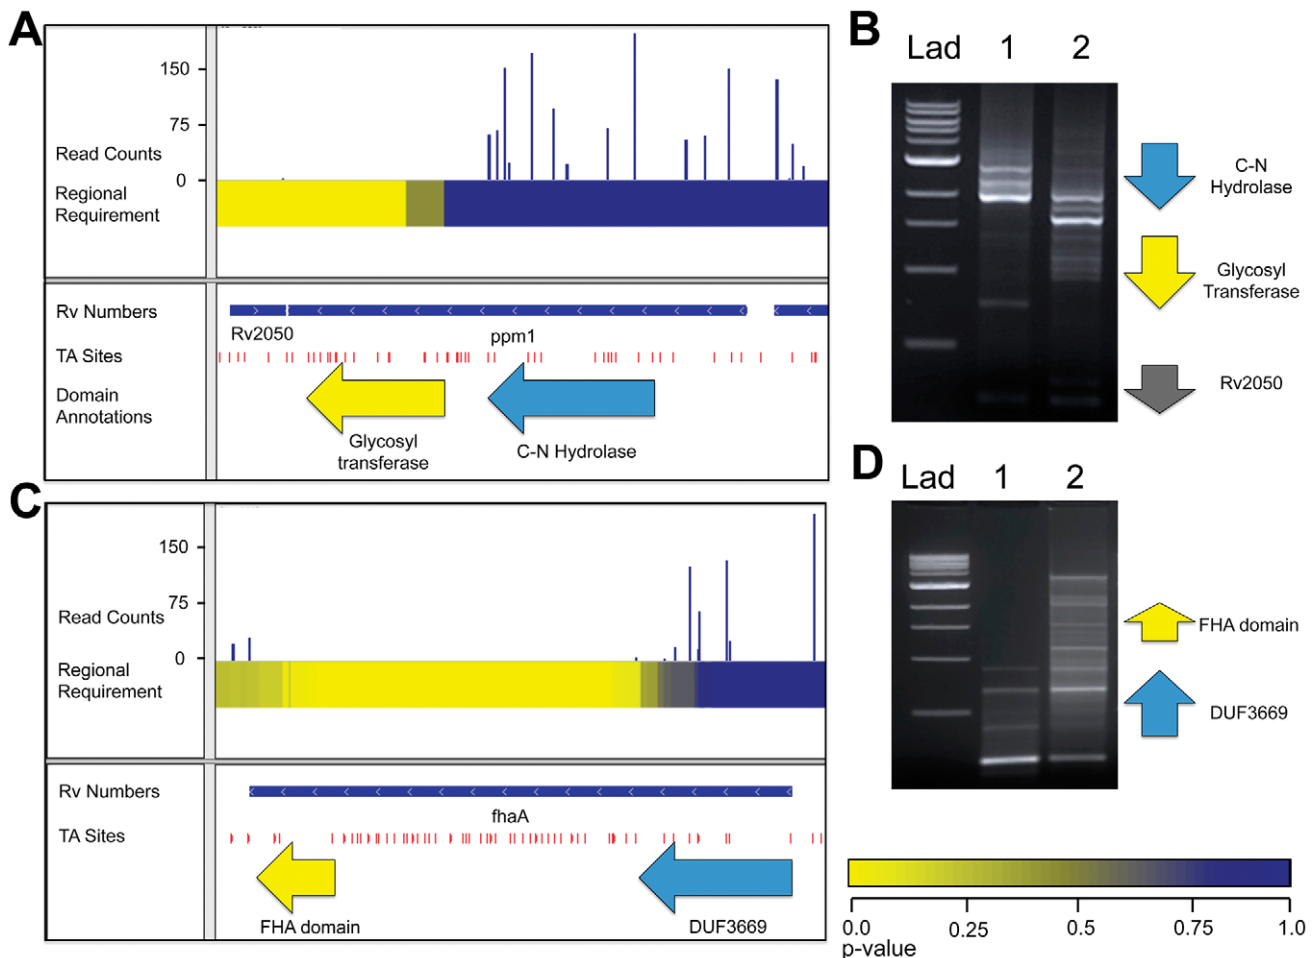 A
150
75
0
Read Counts
Regional
Requirement
Rv Numbers
Rv2050
ppm1
TA Sites
Domain
Annotations
Glycosyl
transferase
C-N Hydrolase
B
Lad 1 2
C-N
Hydrolase
Glycosyl
Transferase
Rv2050
C
150
75
0
Read Counts
Regional
Requirement
Rv Numbers
fhaA
TA Sites
FHA domain
DUF3669
D
Lad 1 2
FHA domain
DUF3669
0.0 0.25 0.5 0.75 1.0
p-value